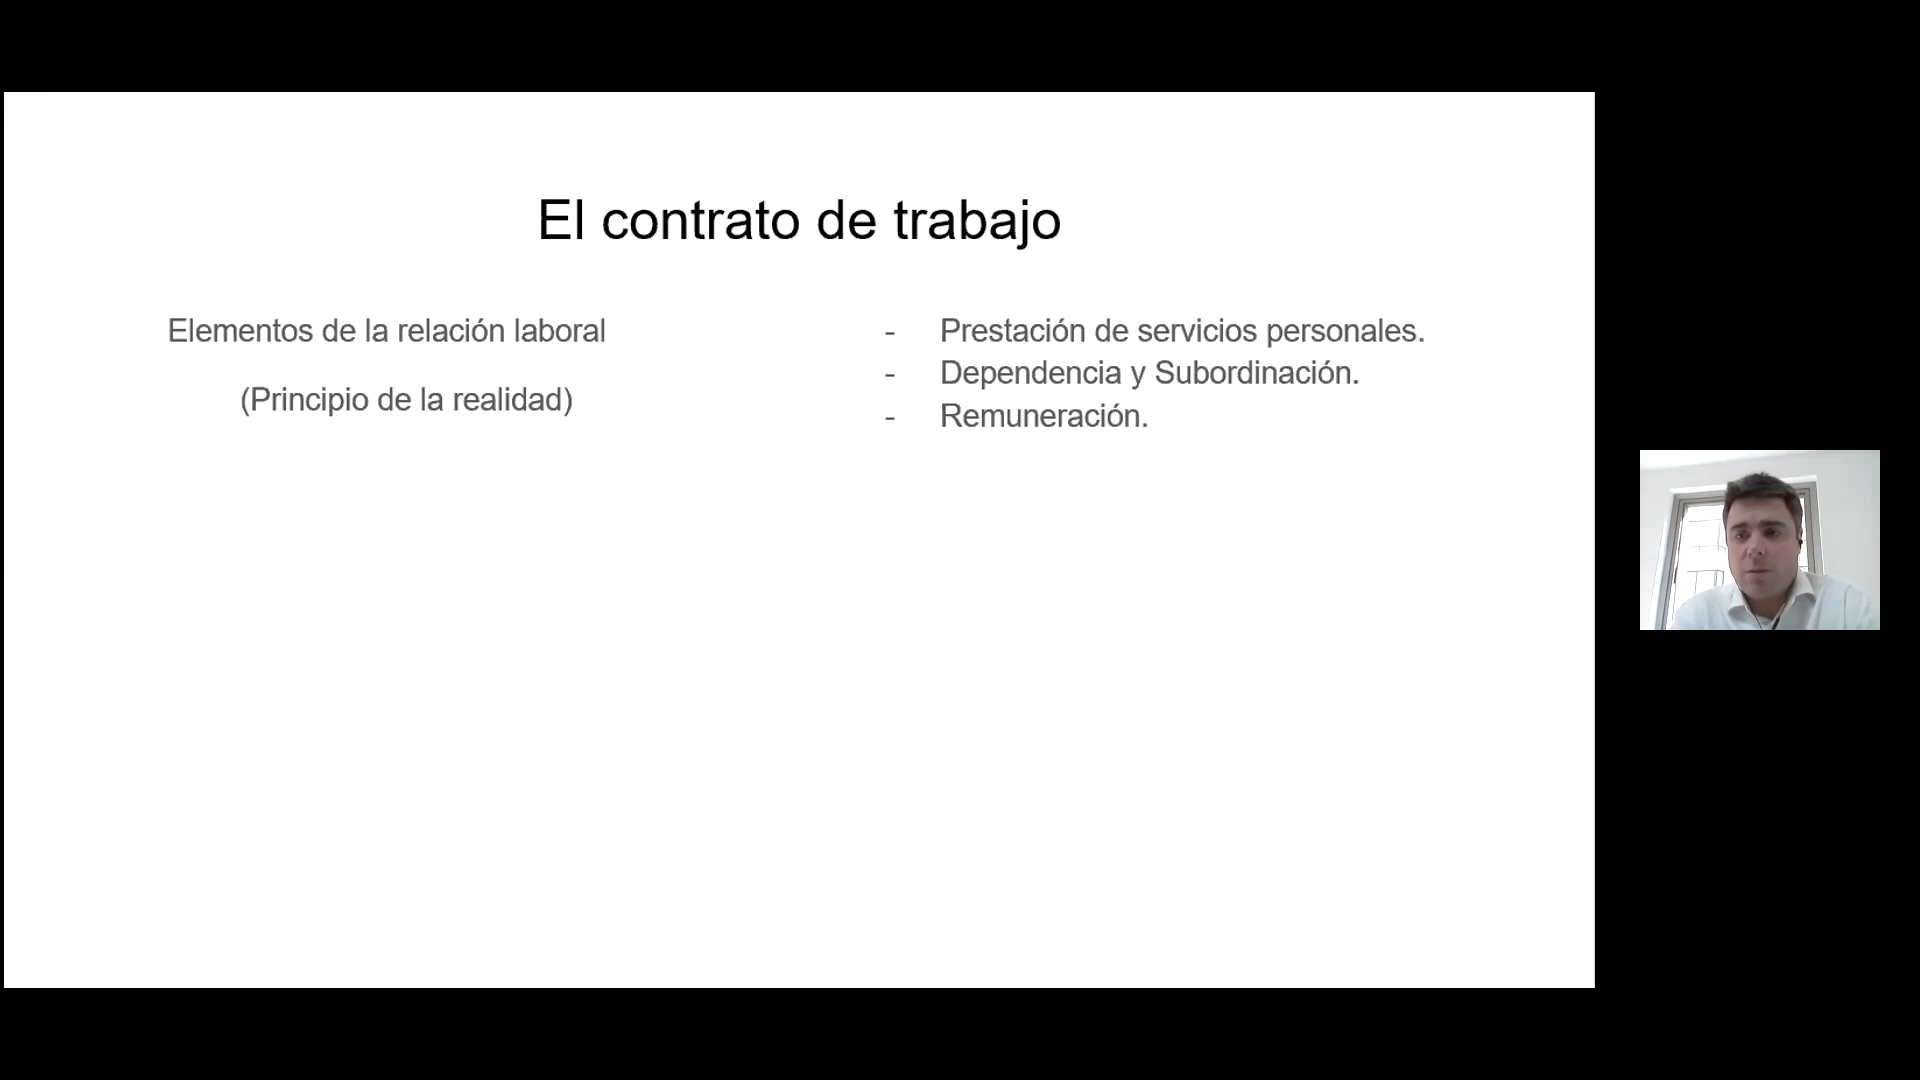 El contrato de trabajo
Elementos de la relación laboral
(Principio de la realidad)
- Prestación de servicios personales.
- Dependencia y Subordinación.
- Remuneración.